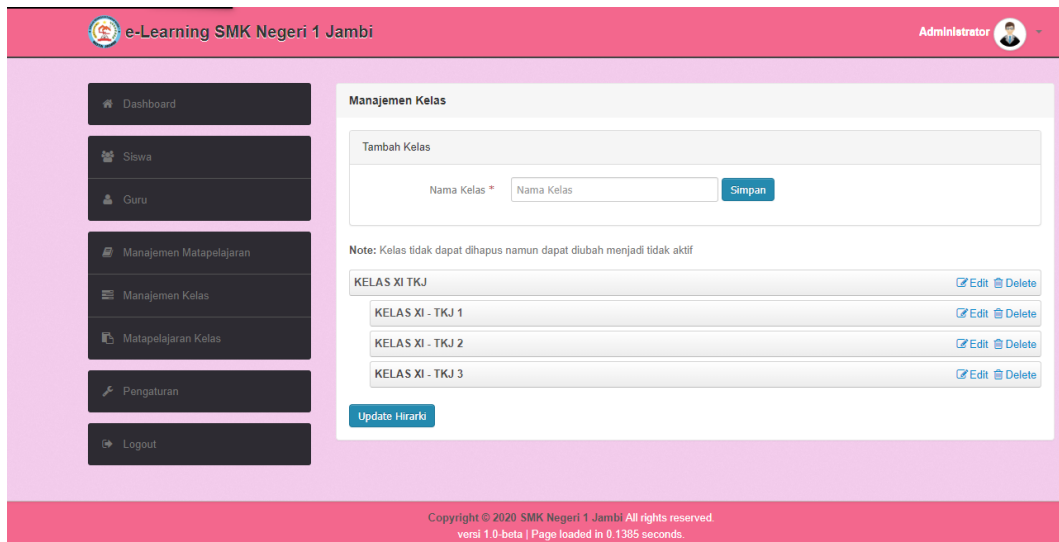 e-Learning SMK Negeri 1 Jambi
Administrator
Dashboard
Siswa
Guru
Manajemen Matapelajaran
Manajemen Kelas
Matapelajaran Kelas
Pengaturan
Logout
Manajemen Kelas
Tambah Kelas
Nama Kelas * Nama Kelas Simpan
Note: Kelas tidak dapat dihapus namun dapat diubah menjadi tidak aktif
KELAS XI TKJ Edit Delete
KELAS XI - TKJ 1 Edit Delete
KELAS XI - TKJ 2 Edit Delete
KELAS XI - TKJ 3 Edit Delete
Update Hirarki
Copyright © 2020 SMK Negeri 1 Jambi All rights reserved.
versi 1.0-beta | Page loaded in 0.1385 seconds.